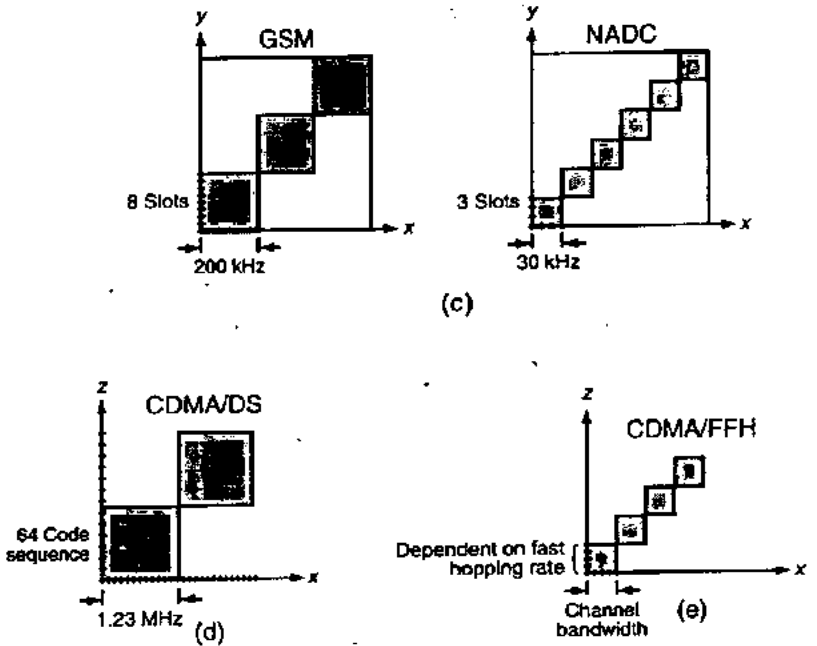 y
GSM
8 Slots
x
200 kHz
y
NADC
3 Slots
x
30 kHz
(c)
z
CDMA/DS
64 Code
sequence
x
1.23 MHz
(d)
z
CDMA/FFH
Dependent on fast
hopping rate
x
Channel
bandwidth
(e)